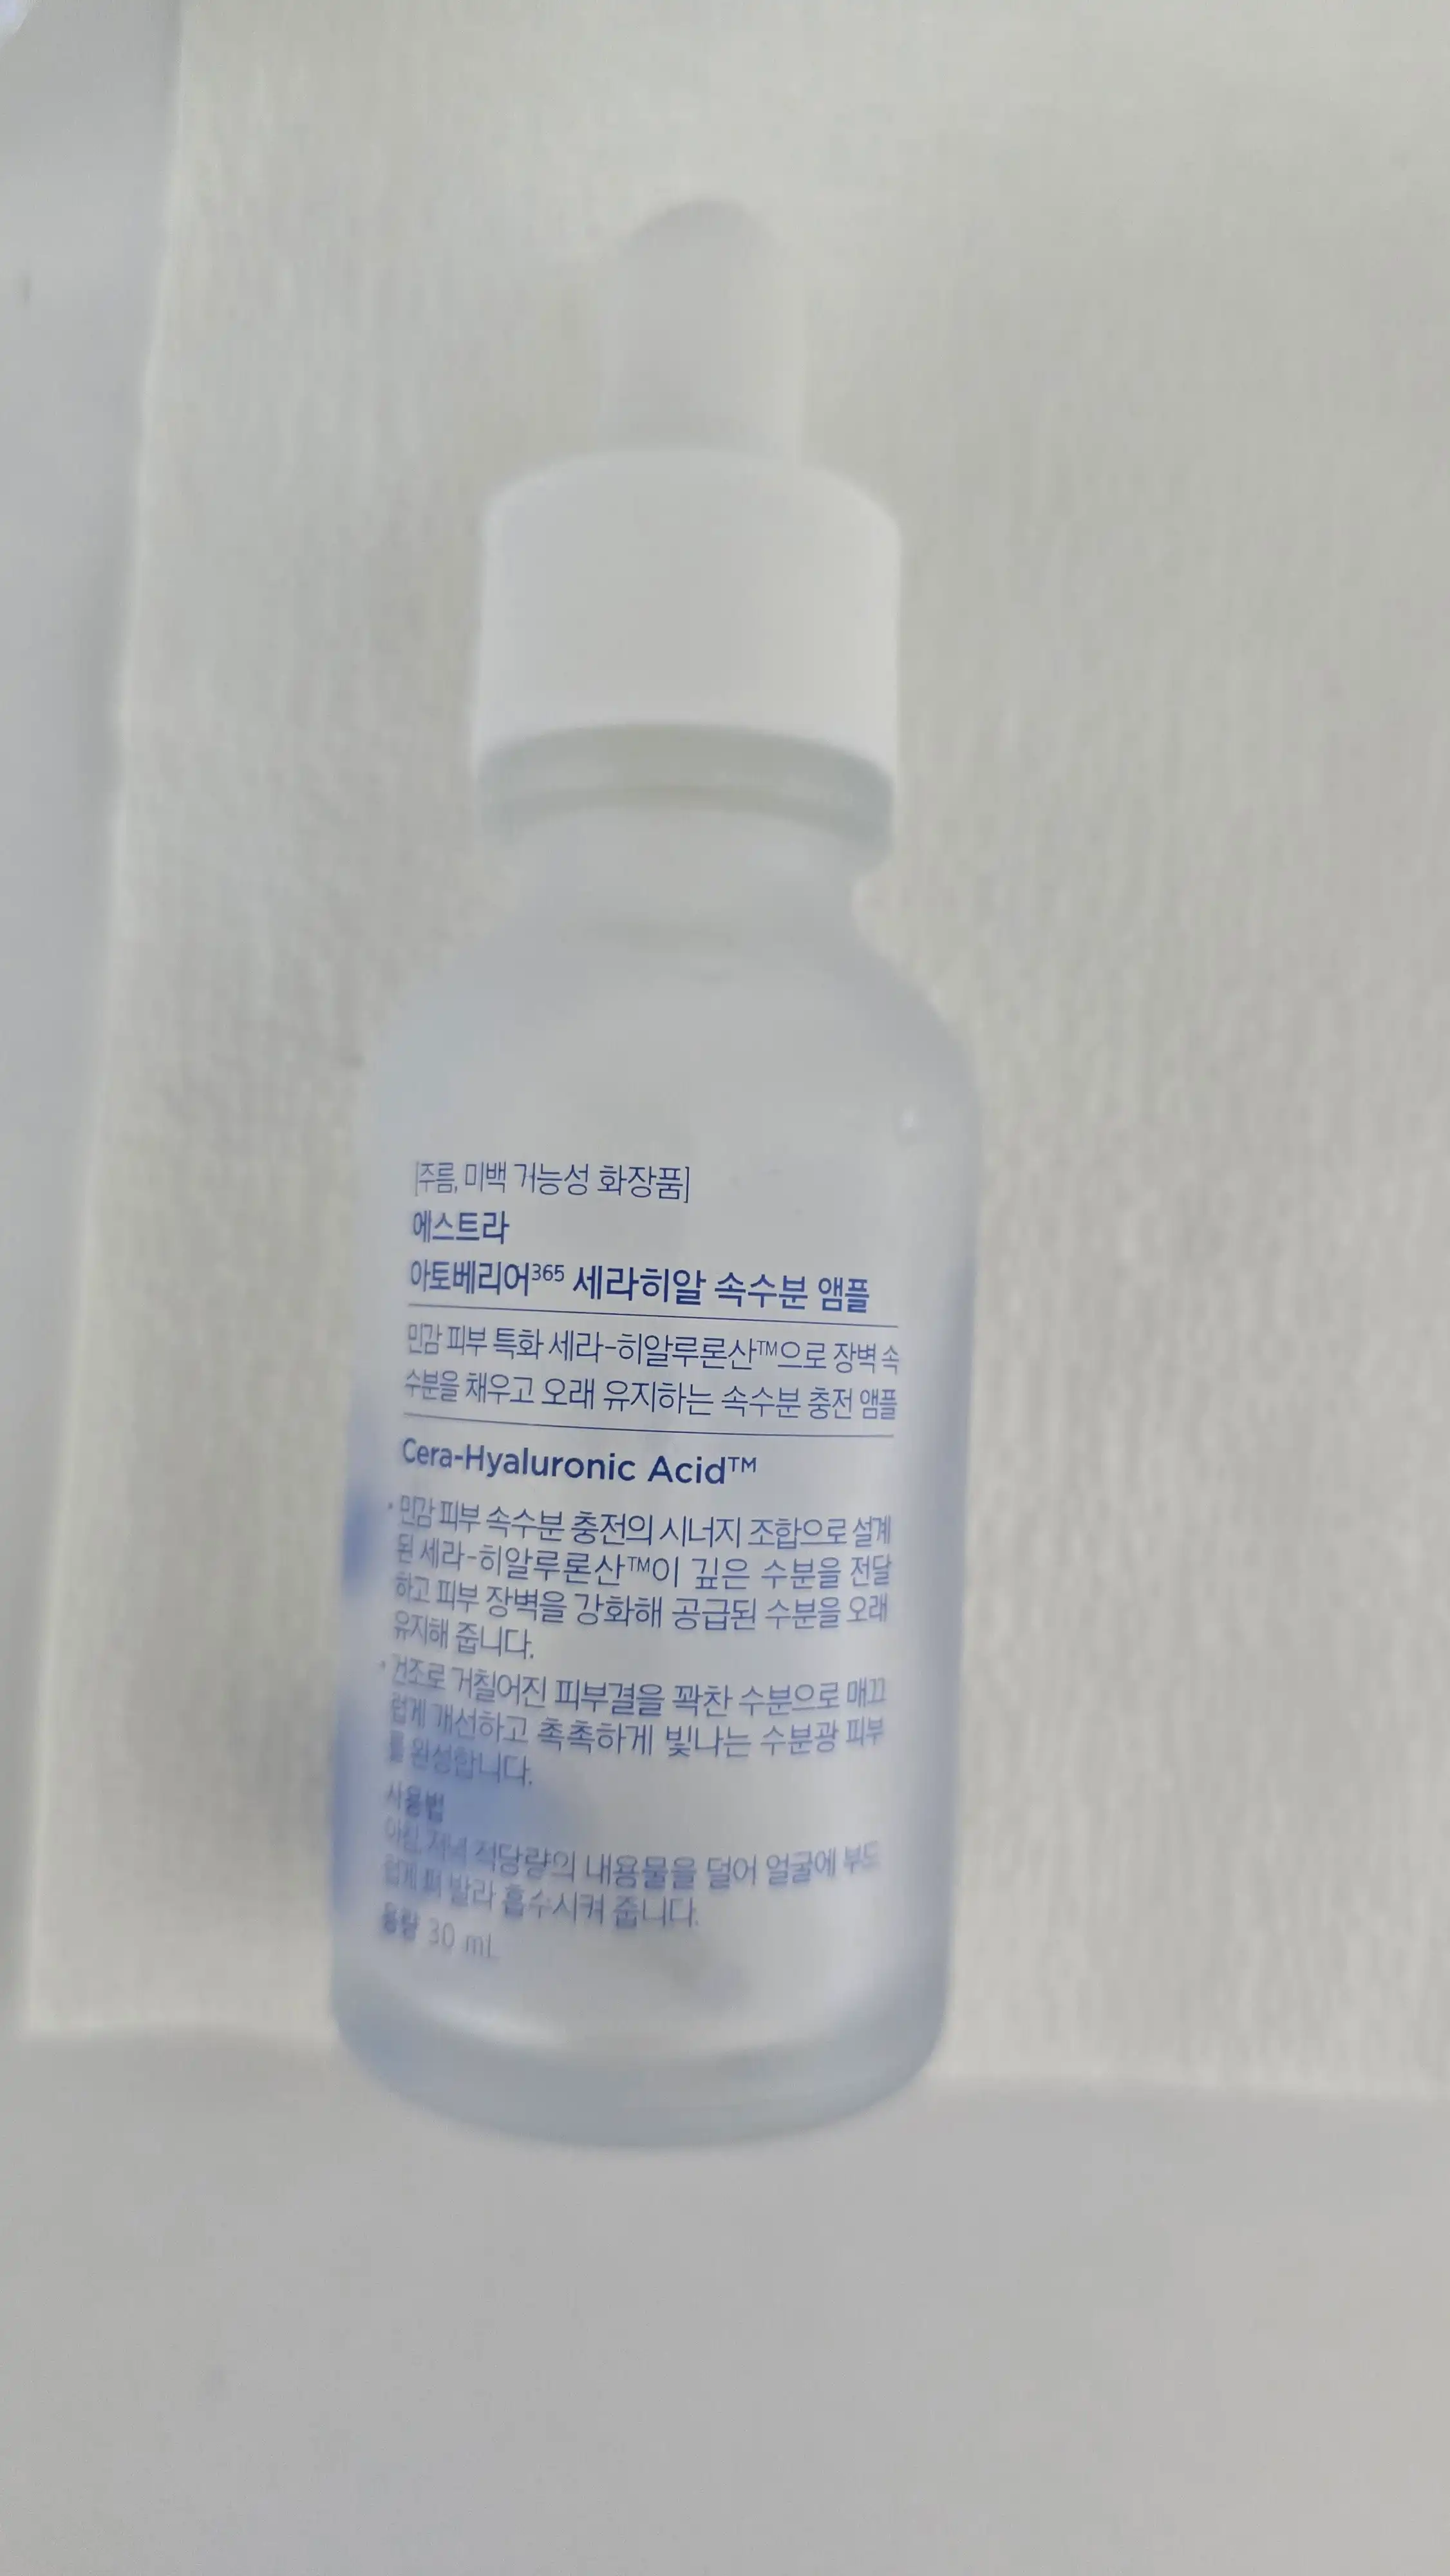 [주름, 미백 기능성 화장품]
에스트라
아토베리어³⁶⁵ 세라히알 속수분 앰플
민감 피부 특화 세라-히알루론산™으로 장벽 속
수분을 채우고 오래 유지하는 속수분 충전 앰플
Cera-Hyaluronic Acid™
• 민감 피부 속수분 충전의 시너지 조합으로 설계
된 세라-히알루론산™이 깊은 수분을 전달
하고 피부 장벽을 강화해 공급된 수분을 오래
유지해 줍니다.
• 건조로 거칠어진 피부결을 꽉찬 수분으로 매끄
럽게 개선하고 촉촉하게 빛나는 수분광 피부
를 완성합니다.
사용법
아침, 저녁 적당량의 내용물을 덜어 얼굴에 부드
럽게 펴 발라 흡수시켜 줍니다.
용량 30 mL